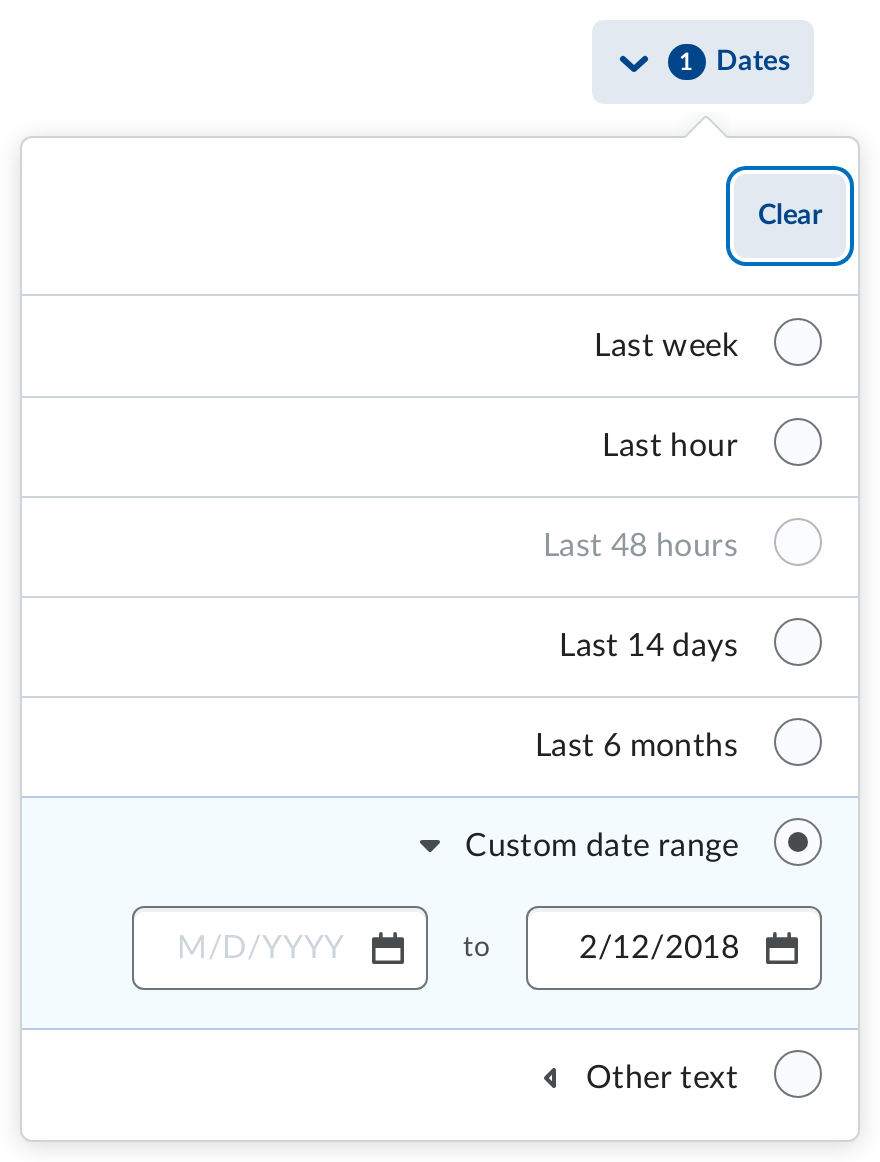 1 Dates
Clear
Last week
Last hour
Last 48 hours
Last 14 days
Last 6 months
Custom date range
M/D/YYYY to 2/12/2018
Other text